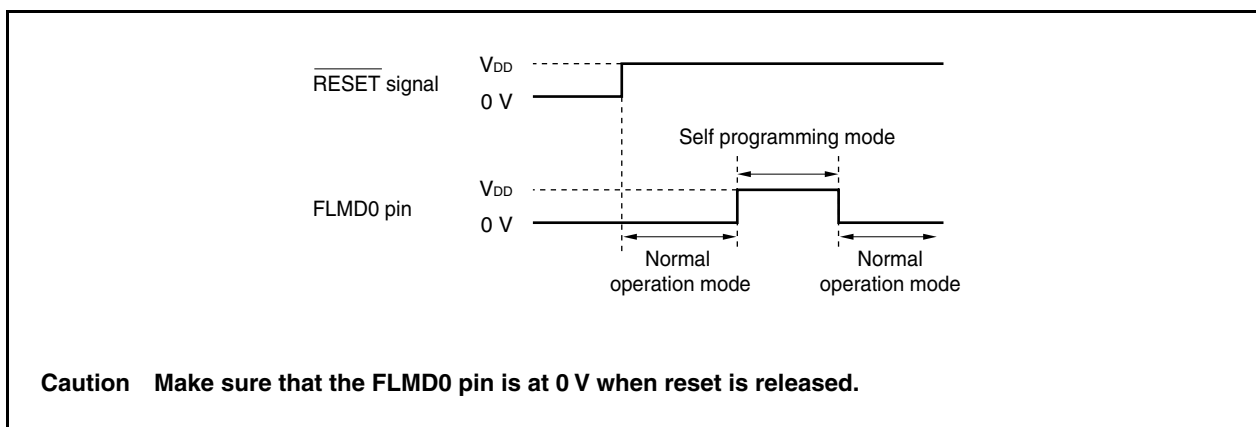 VDD
RESET signal
0 V
Self programming mode
VDD
FLMD0 pin
0 V
Normal
operation mode
Normal
operation mode
Caution Make sure that the FLMD0 pin is at 0 V when reset is released.